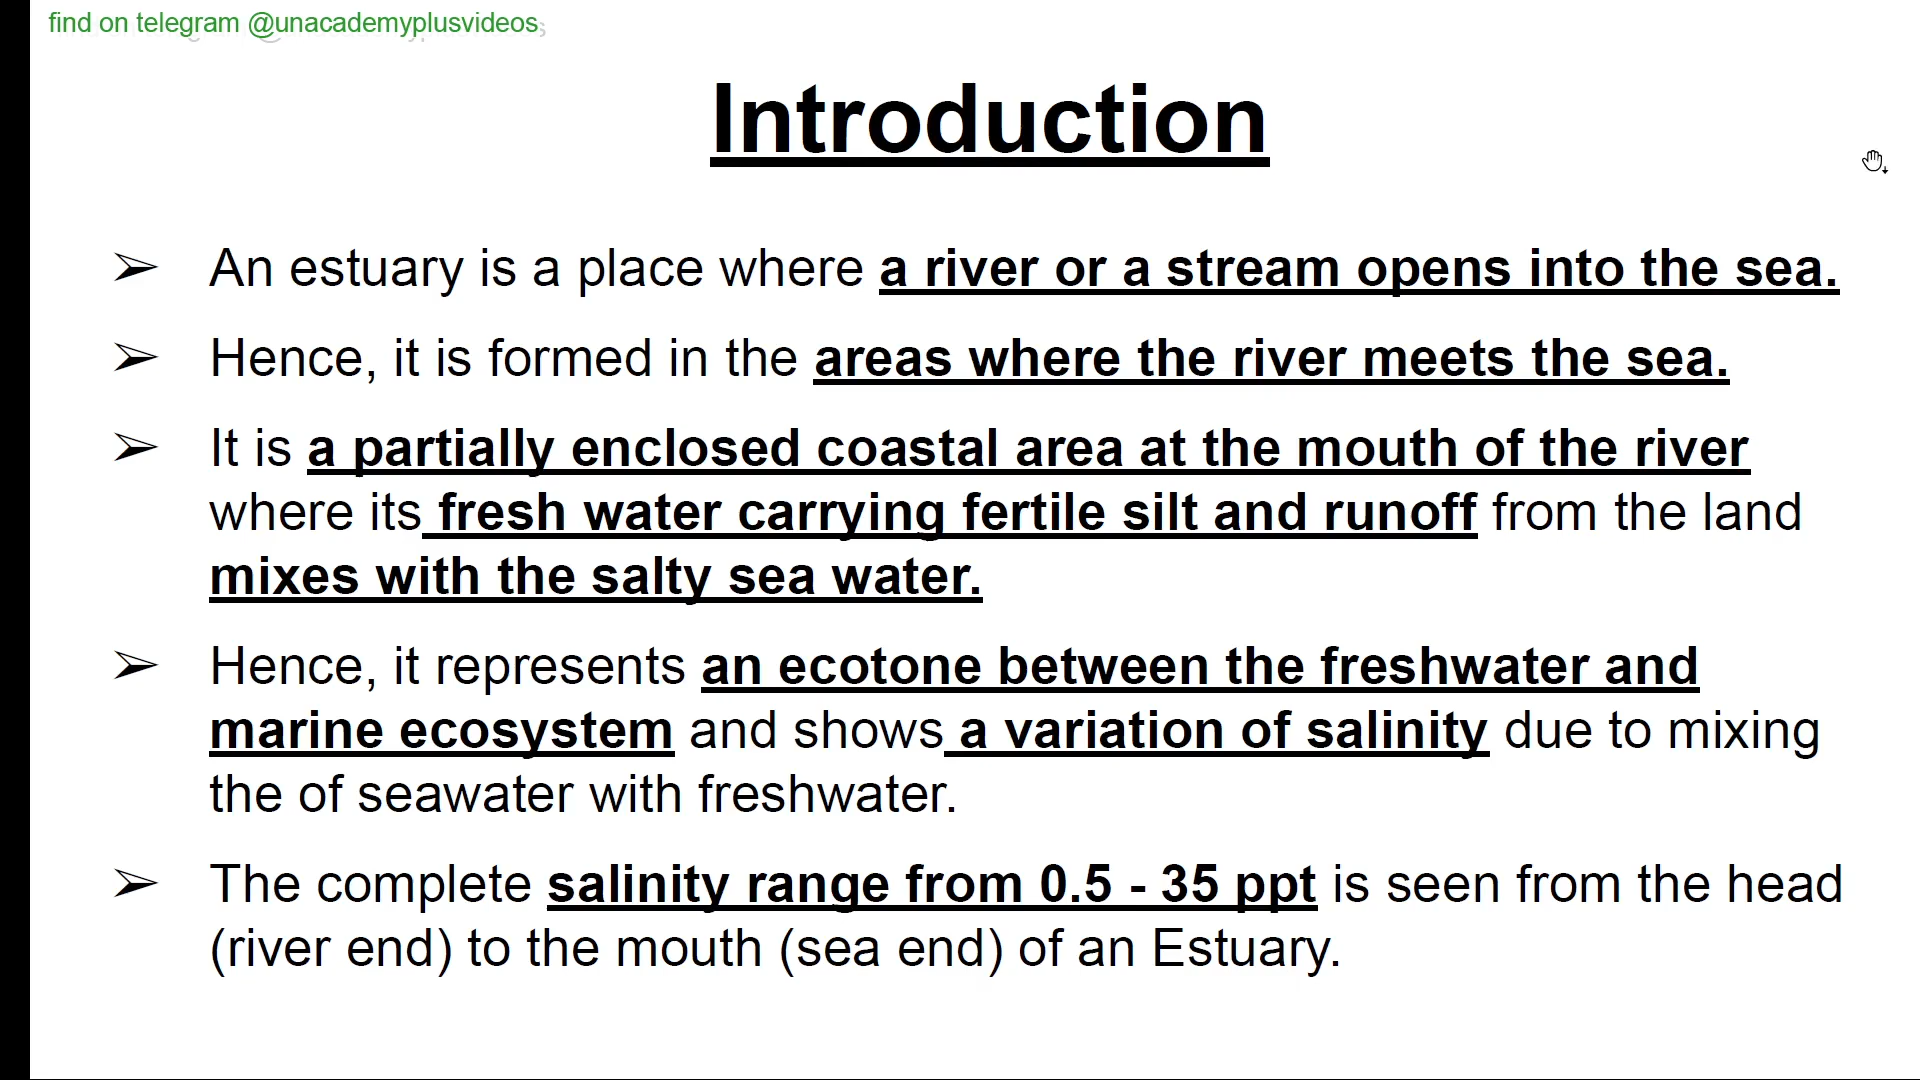 find on telegram @unacademyplusvideos
Introduction
➢ An estuary is a place where a river or a stream opens into the sea.
➢ Hence, it is formed in the areas where the river meets the sea.
➢ It is a partially enclosed coastal area at the mouth of the river
where its fresh water carrying fertile silt and runoff from the land
mixes with the salty sea water.
➢ Hence, it represents an ecotone between the freshwater and
marine ecosystem and shows a variation of salinity due to mixing
the of seawater with freshwater.
➢ The complete salinity range from 0.5 - 35 ppt is seen from the head
(river end) to the mouth (sea end) of an Estuary.